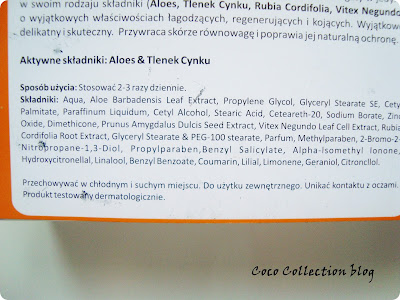 w swoim rodzaju składniki (Aloes, Tlenek Cynku, Rubia Cordifolia, Vitex Negundo
o wyjątkowych właściwościach łagodzących, regenerujących i kojących. Wyjątkowo
delikatny i skuteczny. Przywraca skórze równowagę i poprawia jej naturalną ochronę.
Aktywne składniki: Aloes & Tlenek Cynku
Sposób użycia: Stosować 2-3 razy dziennie.
Składniki: Aqua, Aloe Barbadensis Leaf Extract, Propylene Glycol, Glyceryl Stearate SE, Cetyl
Palmitate, Paraffinum Liquidum, Cetyl Alcohol, Stearic Acid, Ceteareth-20, Sodium Borate, Zinc
Oxide, Dimethicone, Prunus Amygdalus Dulcis Seed Extract, Vitex Negundo Leaf Cell Extract, Rubia
Cordifolia Root Extract, Glyceryl Stearate & PEG-100 stearate, Parfum, Methylparaben, 2-Bromo-2-
Nitropropane-1,3-Diol, Propylparaben, Benzyl Salicylate, Alpha-Isomethyl Ionone,
Hydroxycitronellal, Linalool, Benzyl Benzoate, Coumarin, Lilial, Limonene, Geraniol, Citroncllol.
Przechowywać w chłodnym i suchym miejscu. Do użytku zewnętrznego. Unikać kontaktu z oczami.
Produkt testowany dermatologicznie.
Coco Collection blog